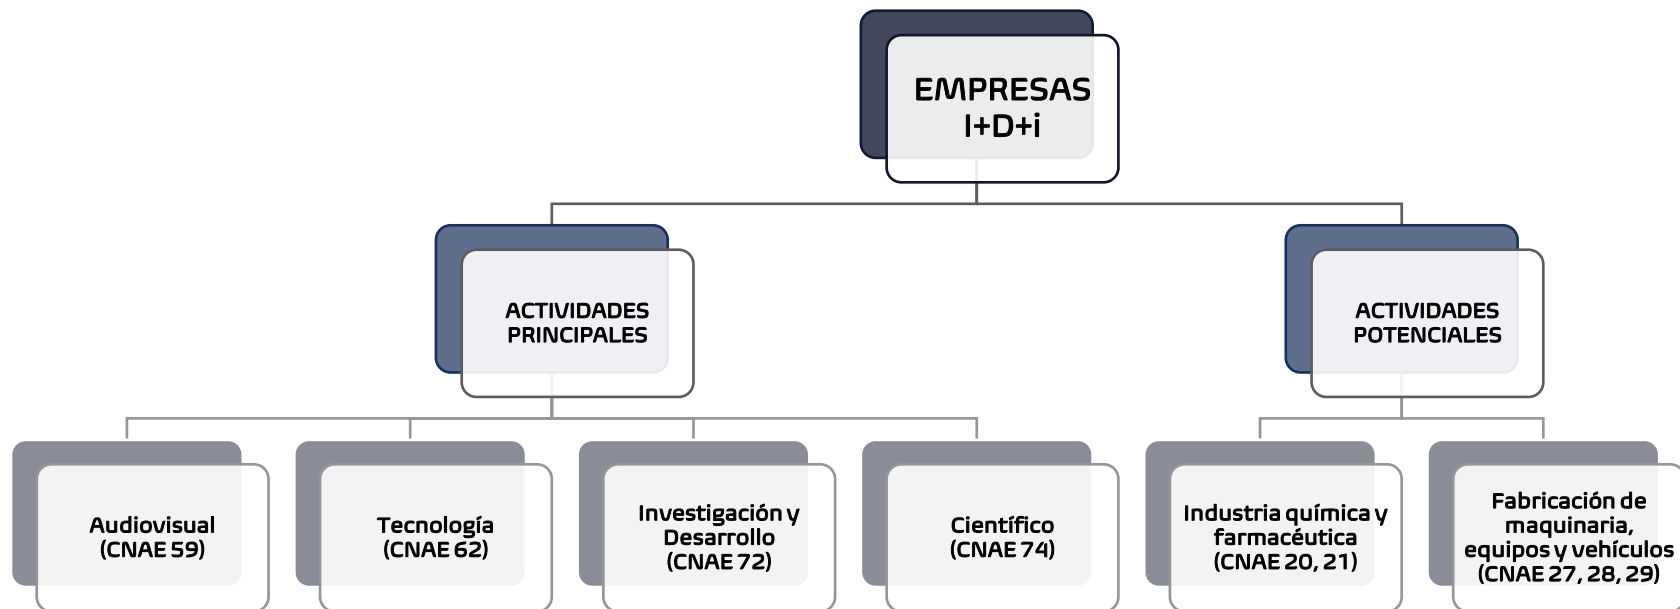 EMPRESAS
I+D+i
ACTIVIDADES
PRINCIPALES
ACTIVIDADES
POTENCIALES
Audiovisual
(CNAE 59)
Tecnología
(CNAE 62)
Investigación y
Desarrollo
(CNAE 72)
Científico
(CNAE 74)
Industria química y
farmacéutica
(CNAE 20, 21)
Fabricación de
maquinaria,
equipos y vehículos
(CNAE 27, 28, 29)